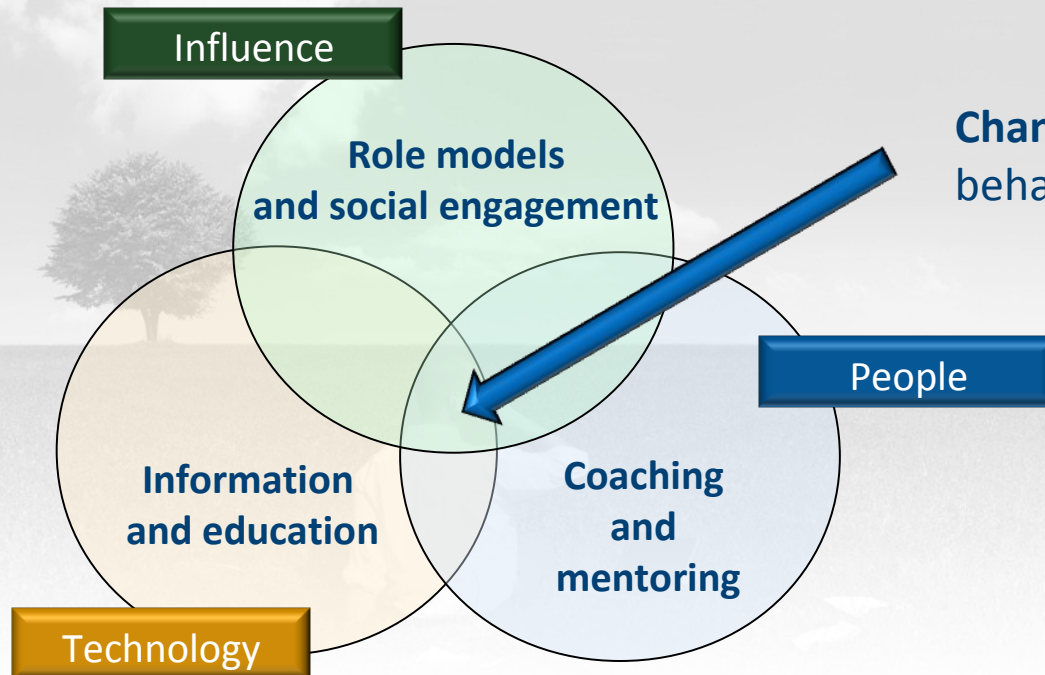 Influence
Role models
and social engagement
People
Information
and education
Coaching
and
mentoring
Technology